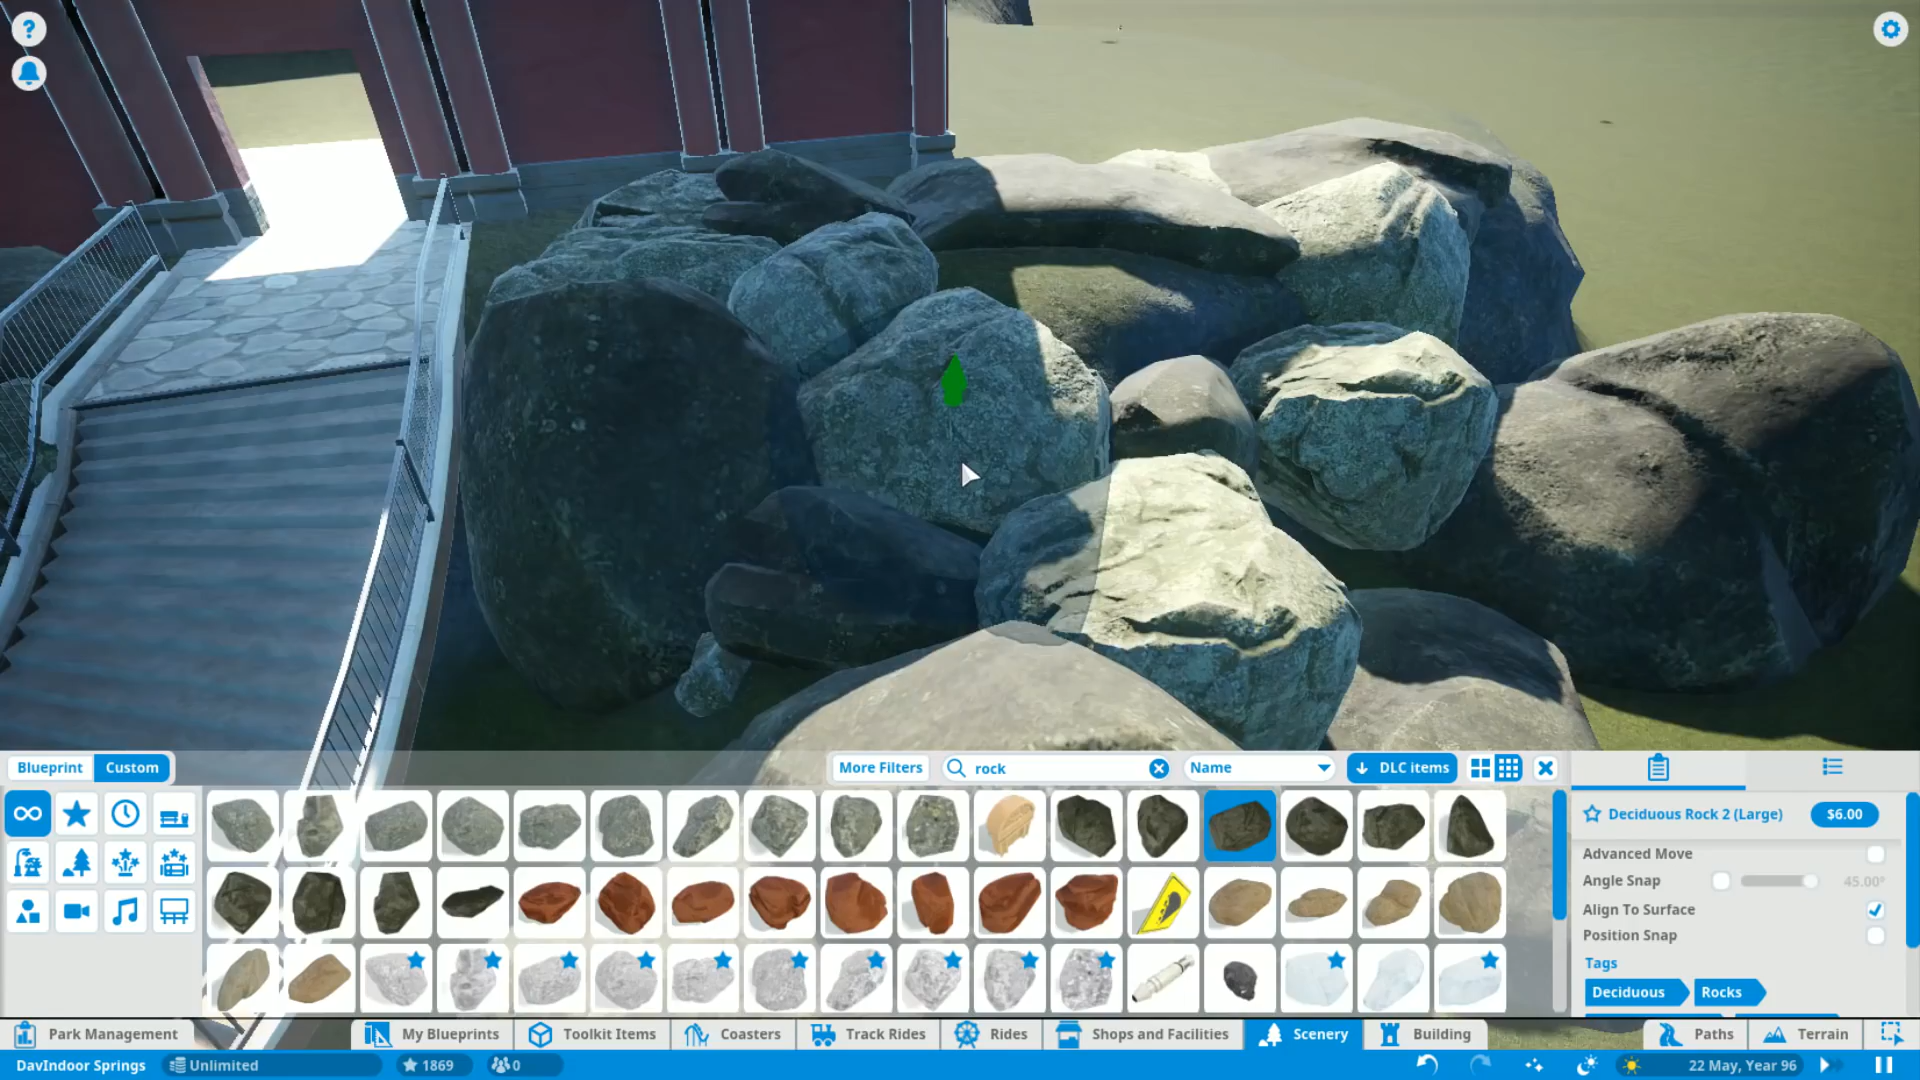 ?
Blueprint
Custom
More Filters
rock
Name
DLC items
Deciduous Rock 2 (Large)
$6.00
Advanced Move
Angle Snap
45.00°
Align To Surface
Position Snap
Tags
Deciduous
Rocks
Park Management
My Blueprints
Toolkit Items
Coasters
Track Rides
Rides
Shops and Facilities
Scenery
Building
Paths
Terrain
DavIndoor Springs
Unlimited
1869
0
22 May, Year 96